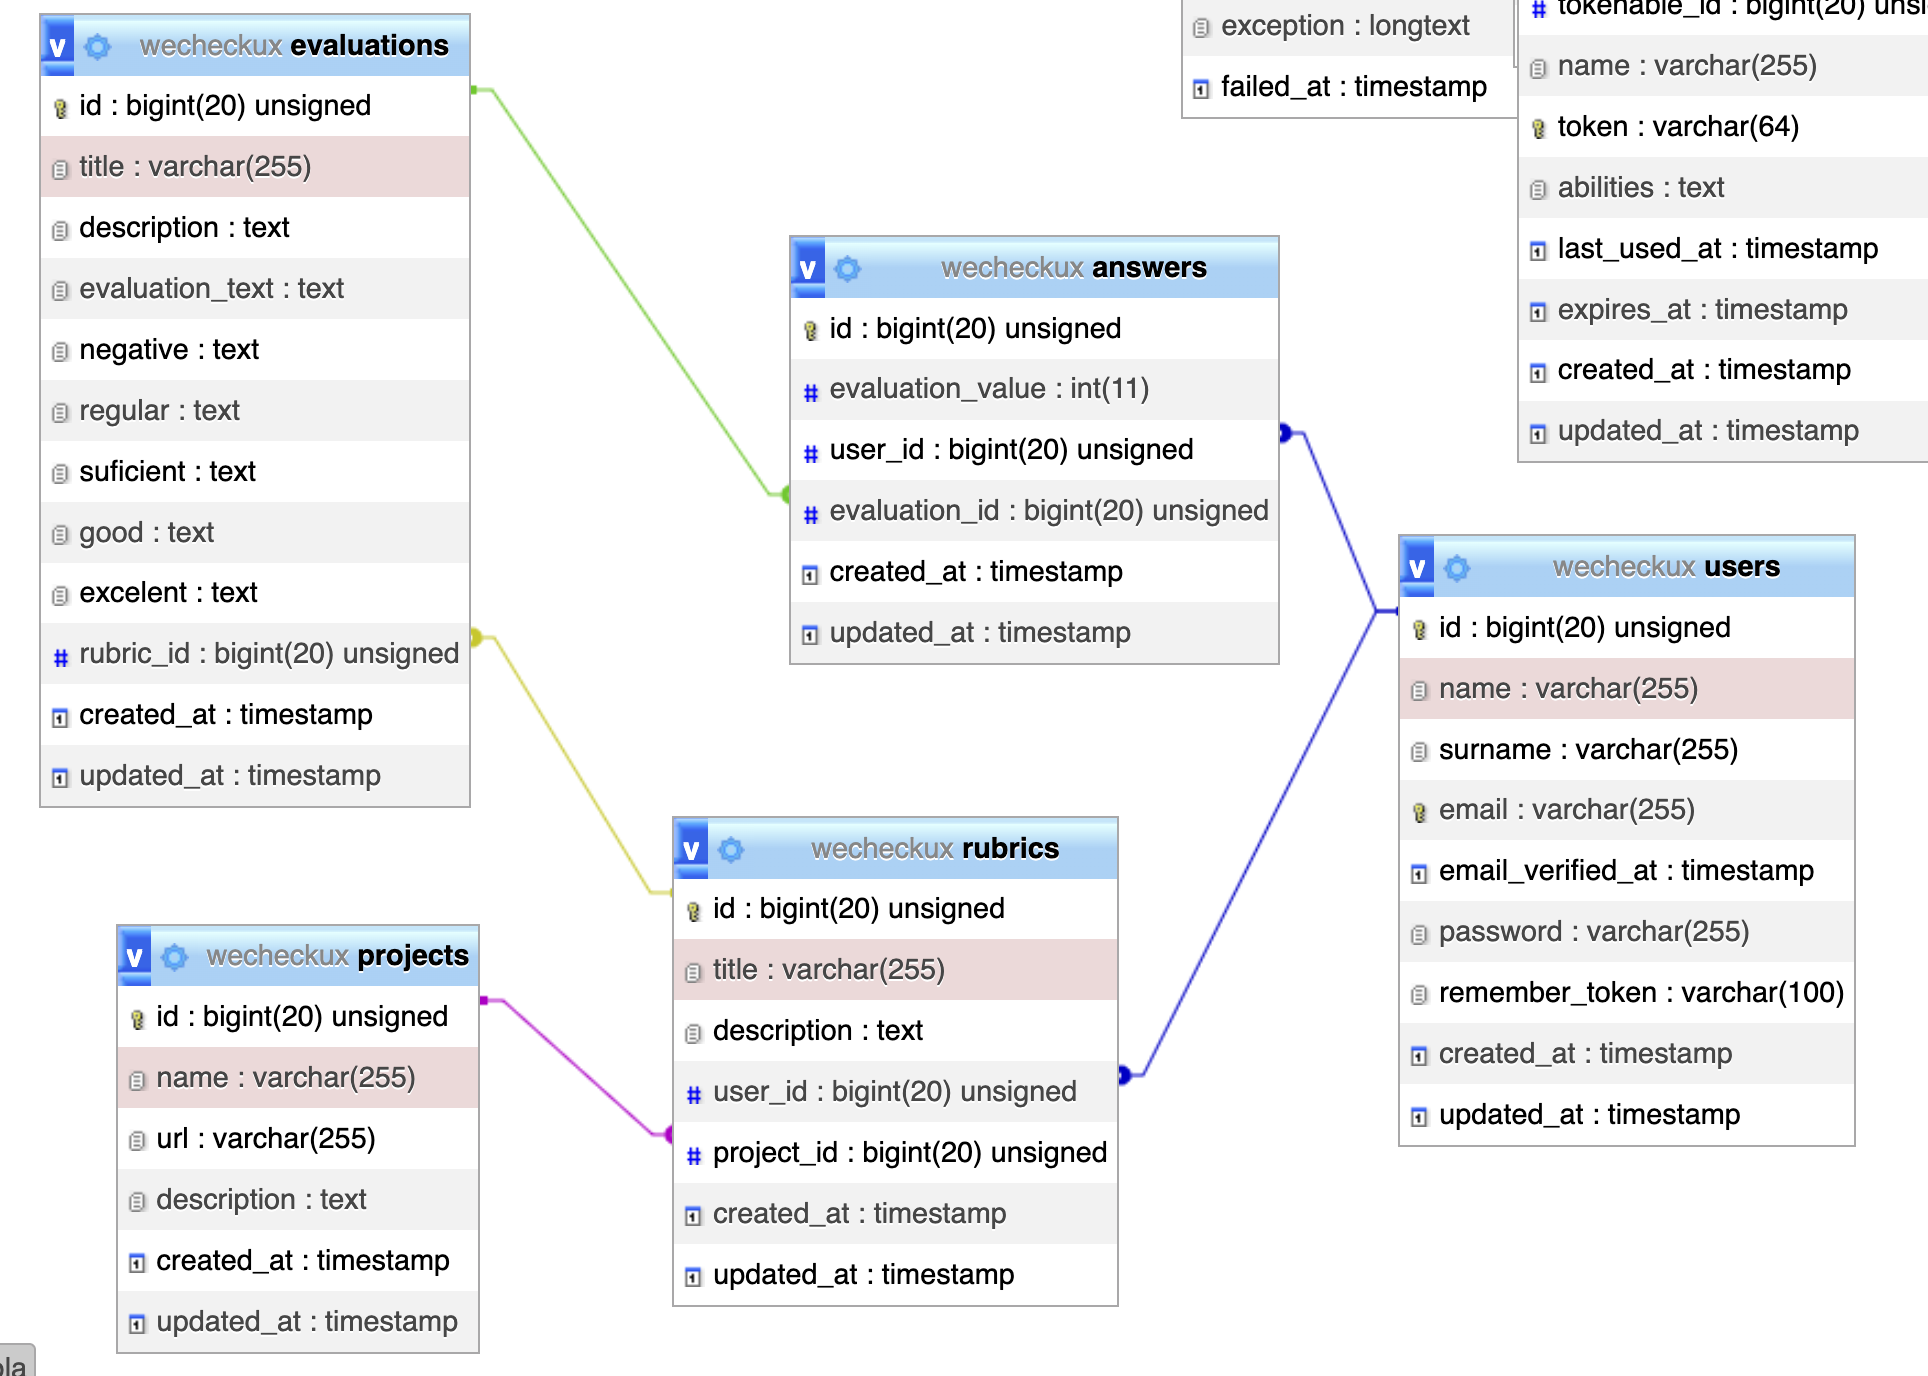 v wecheckux evaluations
id : bigint(20) unsigned
title : varchar(255)
description : text
evaluation_text : text
negative : text
regular : text
suficient : text
good : text
excelent : text
rubric_id : bigint(20) unsigned
created_at : timestamp
updated_at : timestamp
exception : longtext
failed_at : timestamp
tokenable_id : bigint(20)
name : varchar(255)
token : varchar(64)
abilities : text
last_used_at : timestamp
expires_at : timestamp
created_at : timestamp
updated_at : timestamp
v wecheckux answers
id : bigint(20) unsigned
evaluation_value : int(11)
user_id : bigint(20) unsigned
evaluation_id : bigint(20) unsigned
created_at : timestamp
updated_at : timestamp
v wecheckux users
id : bigint(20) unsigned
name : varchar(255)
surname : varchar(255)
email : varchar(255)
email_verified_at : timestamp
password : varchar(255)
remember_token : varchar(100)
created_at : timestamp
updated_at : timestamp
v wecheckux rubrics
id : bigint(20) unsigned
title : varchar(255)
description : text
user_id : bigint(20) unsigned
project_id : bigint(20) unsigned
created_at : timestamp
updated_at : timestamp
v wecheckux projects
id : bigint(20) unsigned
name : varchar(255)
url : varchar(255)
description : text
created_at : timestamp
updated_at : timestamp